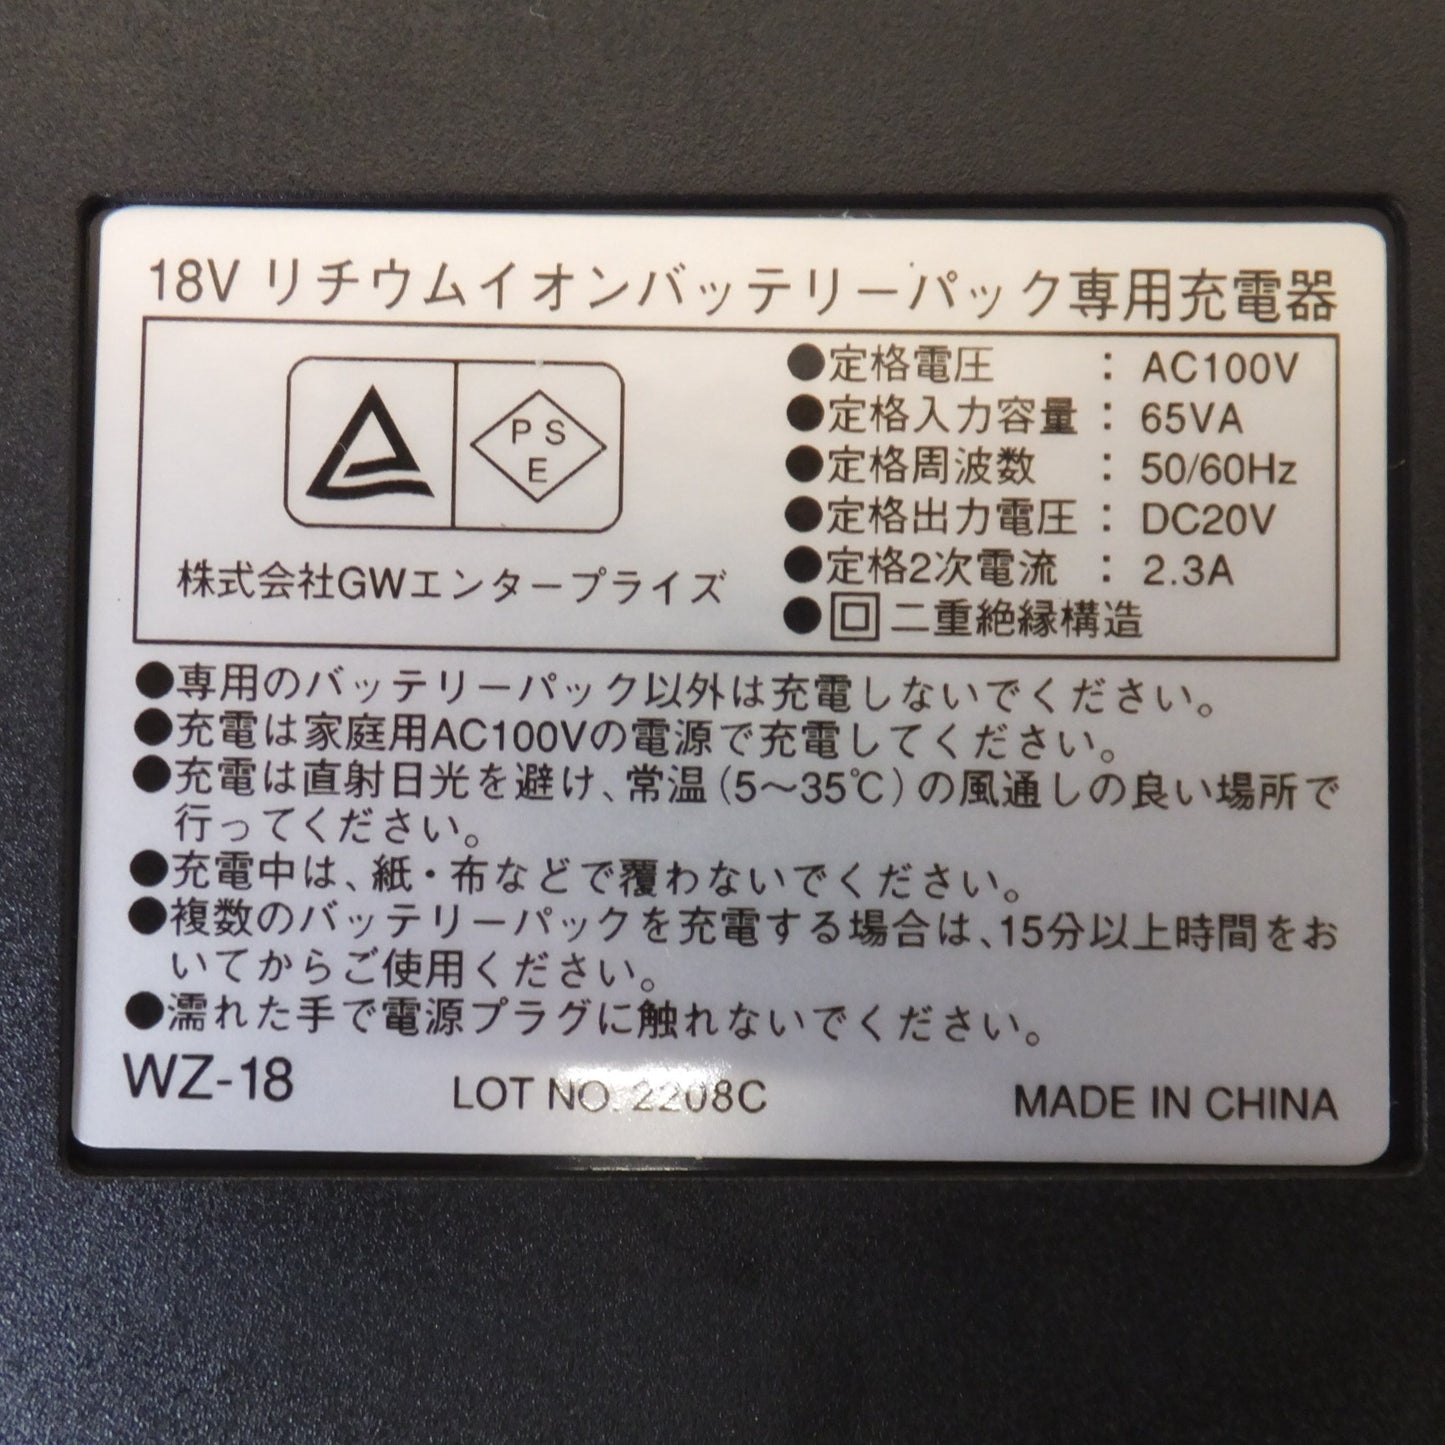 18V リチウムイオンバッテリーパック専用充電器
P S
E
株式会社GWエンタープライズ
●定格電圧 : AC100V
●定格入力容量 : 65VA
●定格周波数 : 50/60Hz
●定格出力電圧 : DC20V
●定格2次電流 : 2.3A
●回 二重絶縁構造
●専用のバッテリーパック以外は充電しないでください。
●充電は家庭用AC100Vの電源で充電してください。
●充電は直射日光を避け、常温(5～35℃)の風通しの良い場所で
行ってください。
●充電中は、紙・布などで覆わないでください。
●複数のバッテリーパックを充電する場合は、15分以上時間をお
いてからご使用ください。
●濡れた手で電源プラグに触れないでください。
WZ-18 LOT NO. 2208C MADE IN CHINA